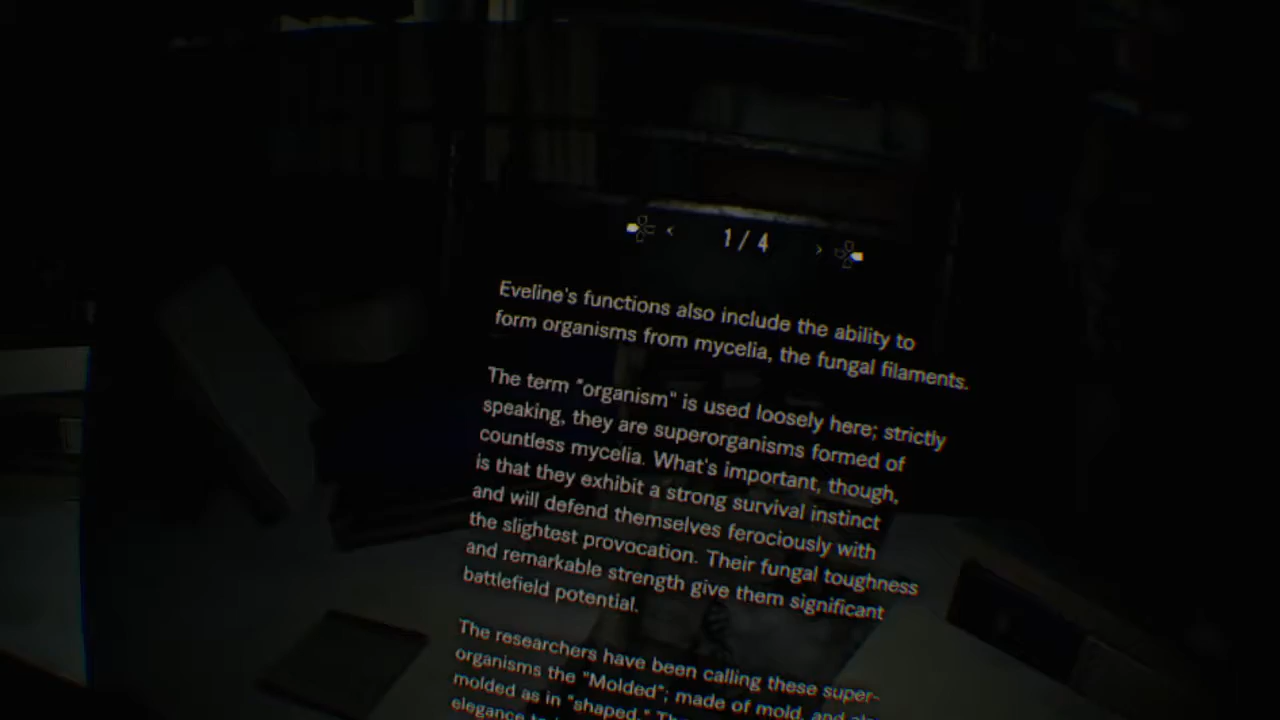 1 / 4
Eveline's functions also include the ability to
form organisms from mycelia, the fungal filaments.
The term "organism" is used loosely here; strictly
speaking, they are superorganisms formed of
countless mycelia. What's important, though,
is that they exhibit a strong survival instinct
and will defend themselves ferociously with
the slightest provocation. Their fungal toughness
and remarkable strength give them significant
battlefield potential.
The researchers have been calling these super-
organisms the "Molded"; made of mold, and
molded as in "shaped."
elegance